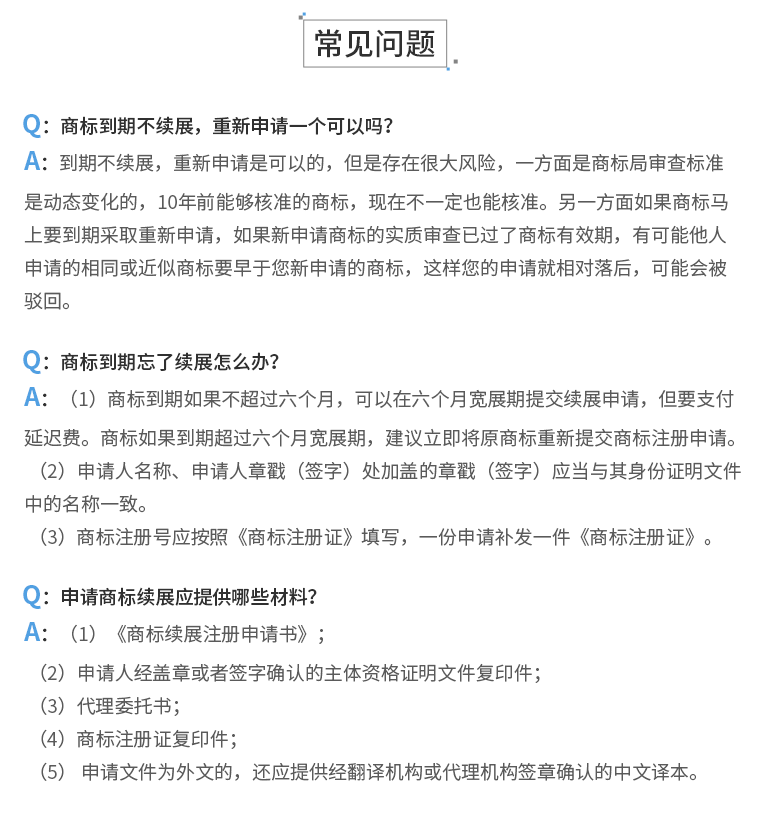 常见问题
Q：商标到期不续展，重新申请一个可以吗？
A：到期不续展，重新申请是可以的，但是存在很大风险，一方面是商标局审查标准
是动态变化的，10年前能够核准的商标，现在不一定也能核准。另一方面如果商标马
上要到期采取重新申请，如果新申请商标的实质审查已过了商标有效期，有可能他人
申请的相同或近似商标要早于您新申请的商标，这样您的申请就相对落后，可能会被
驳回。
Q：商标到期忘了续展怎么办？
A：（1）商标到期如果不超过六个月，可以在六个月宽展期提交续展申请，但要支付
延迟费。商标如果到期超过六个月宽展期，建议立即将原商标重新提交商标注册申请。
（2）申请人名称、申请人章戳（签字）处加盖的章戳（签字）应当与其身份证明文件
中的名称一致。
（3）商标注册号应按照《商标注册证》填写，一份申请补发一件《商标注册证》。
Q：申请商标续展应提供哪些材料？
A：（1）《商标续展注册申请书》；
（2）申请人经盖章或者签字确认的主体资格证明文件复印件；
（3）代理委托书；
（4）商标注册证复印件；
（5） 申请文件为外文的，还应提供经翻译机构或代理机构签章确认的中文译本。